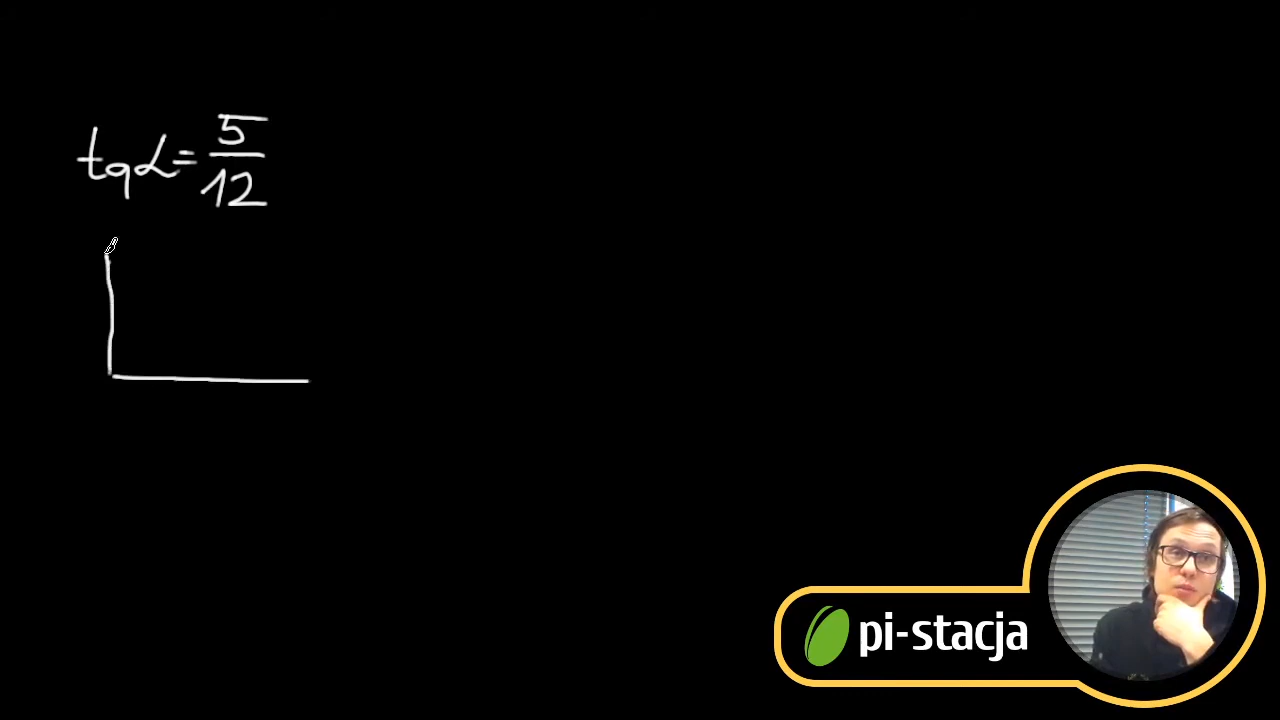 tgα = 5/12
pi-stacja